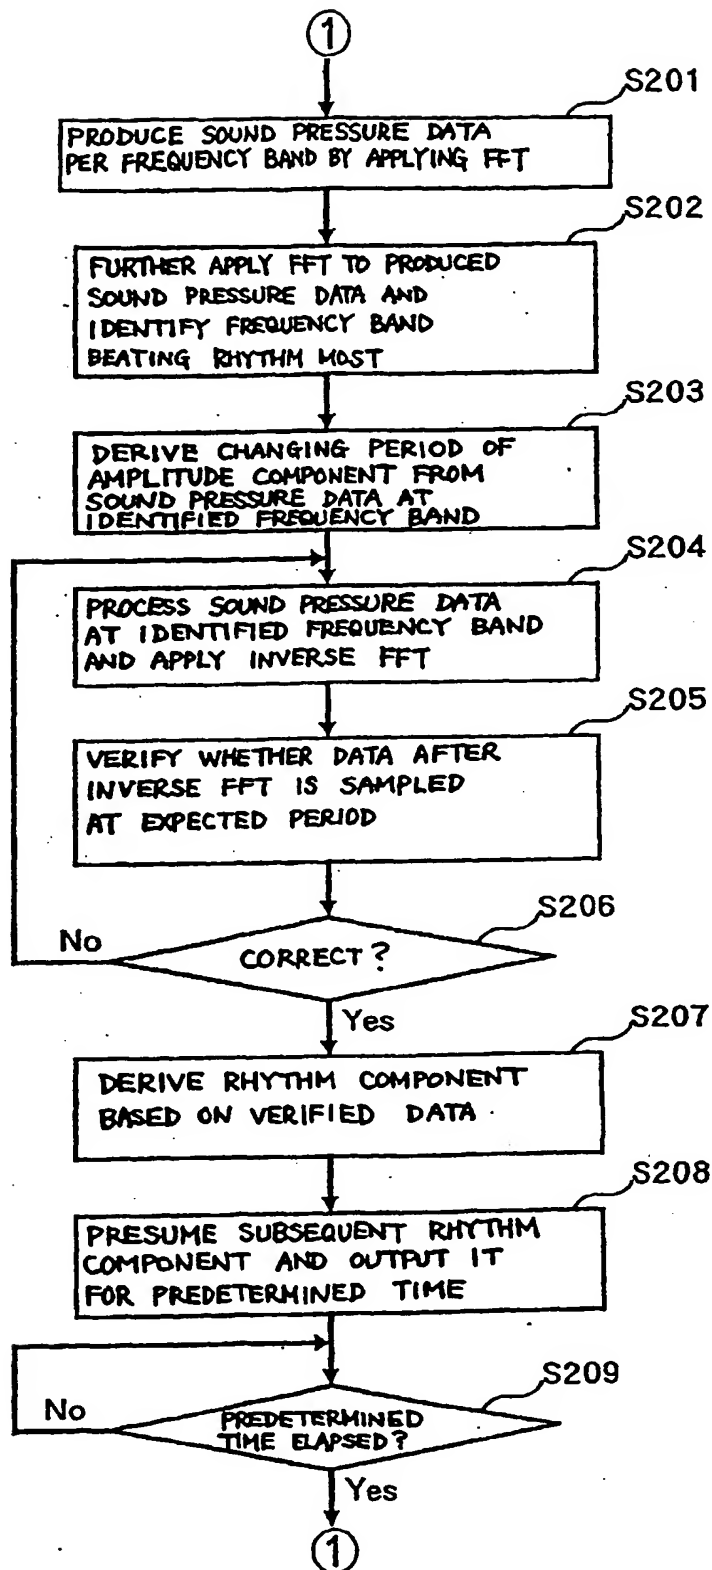 1
S201
PRODUCE SOUND PRESSURE DATA
PER FREQUENCY BAND BY APPLYING FFT
S202
FURTHER APPLY FFT TO PRODUCED
SOUND PRESSURE DATA AND
IDENTIFY FREQUENCY BAND
BEATING RHYTHM MOST
S203
DERIVE CHANGING PERIOD OF
AMPLITUDE COMPONENT FROM
SOUND PRESSURE DATA AT
IDENTIFIED FREQUENCY BAND
S204
PROCESS SOUND PRESSURE DATA
AT IDENTIFIED FREQUENCY BAND
AND APPLY INVERSE FFT
S205
VERIFY WHETHER DATA AFTER
INVERSE FFT IS SAMPLED
AT EXPECTED PERIOD
S206
No
CORRECT?
Yes
S207
DERIVE RHYTHM COMPONENT
BASED ON VERIFIED DATA
S208
PRESUME SUBSEQUENT RHYTHM
COMPONENT AND OUTPUT IT
FOR PREDETERMINED TIME
S209
No
PREDETERMINED
TIME ELAPSED?
Yes
1